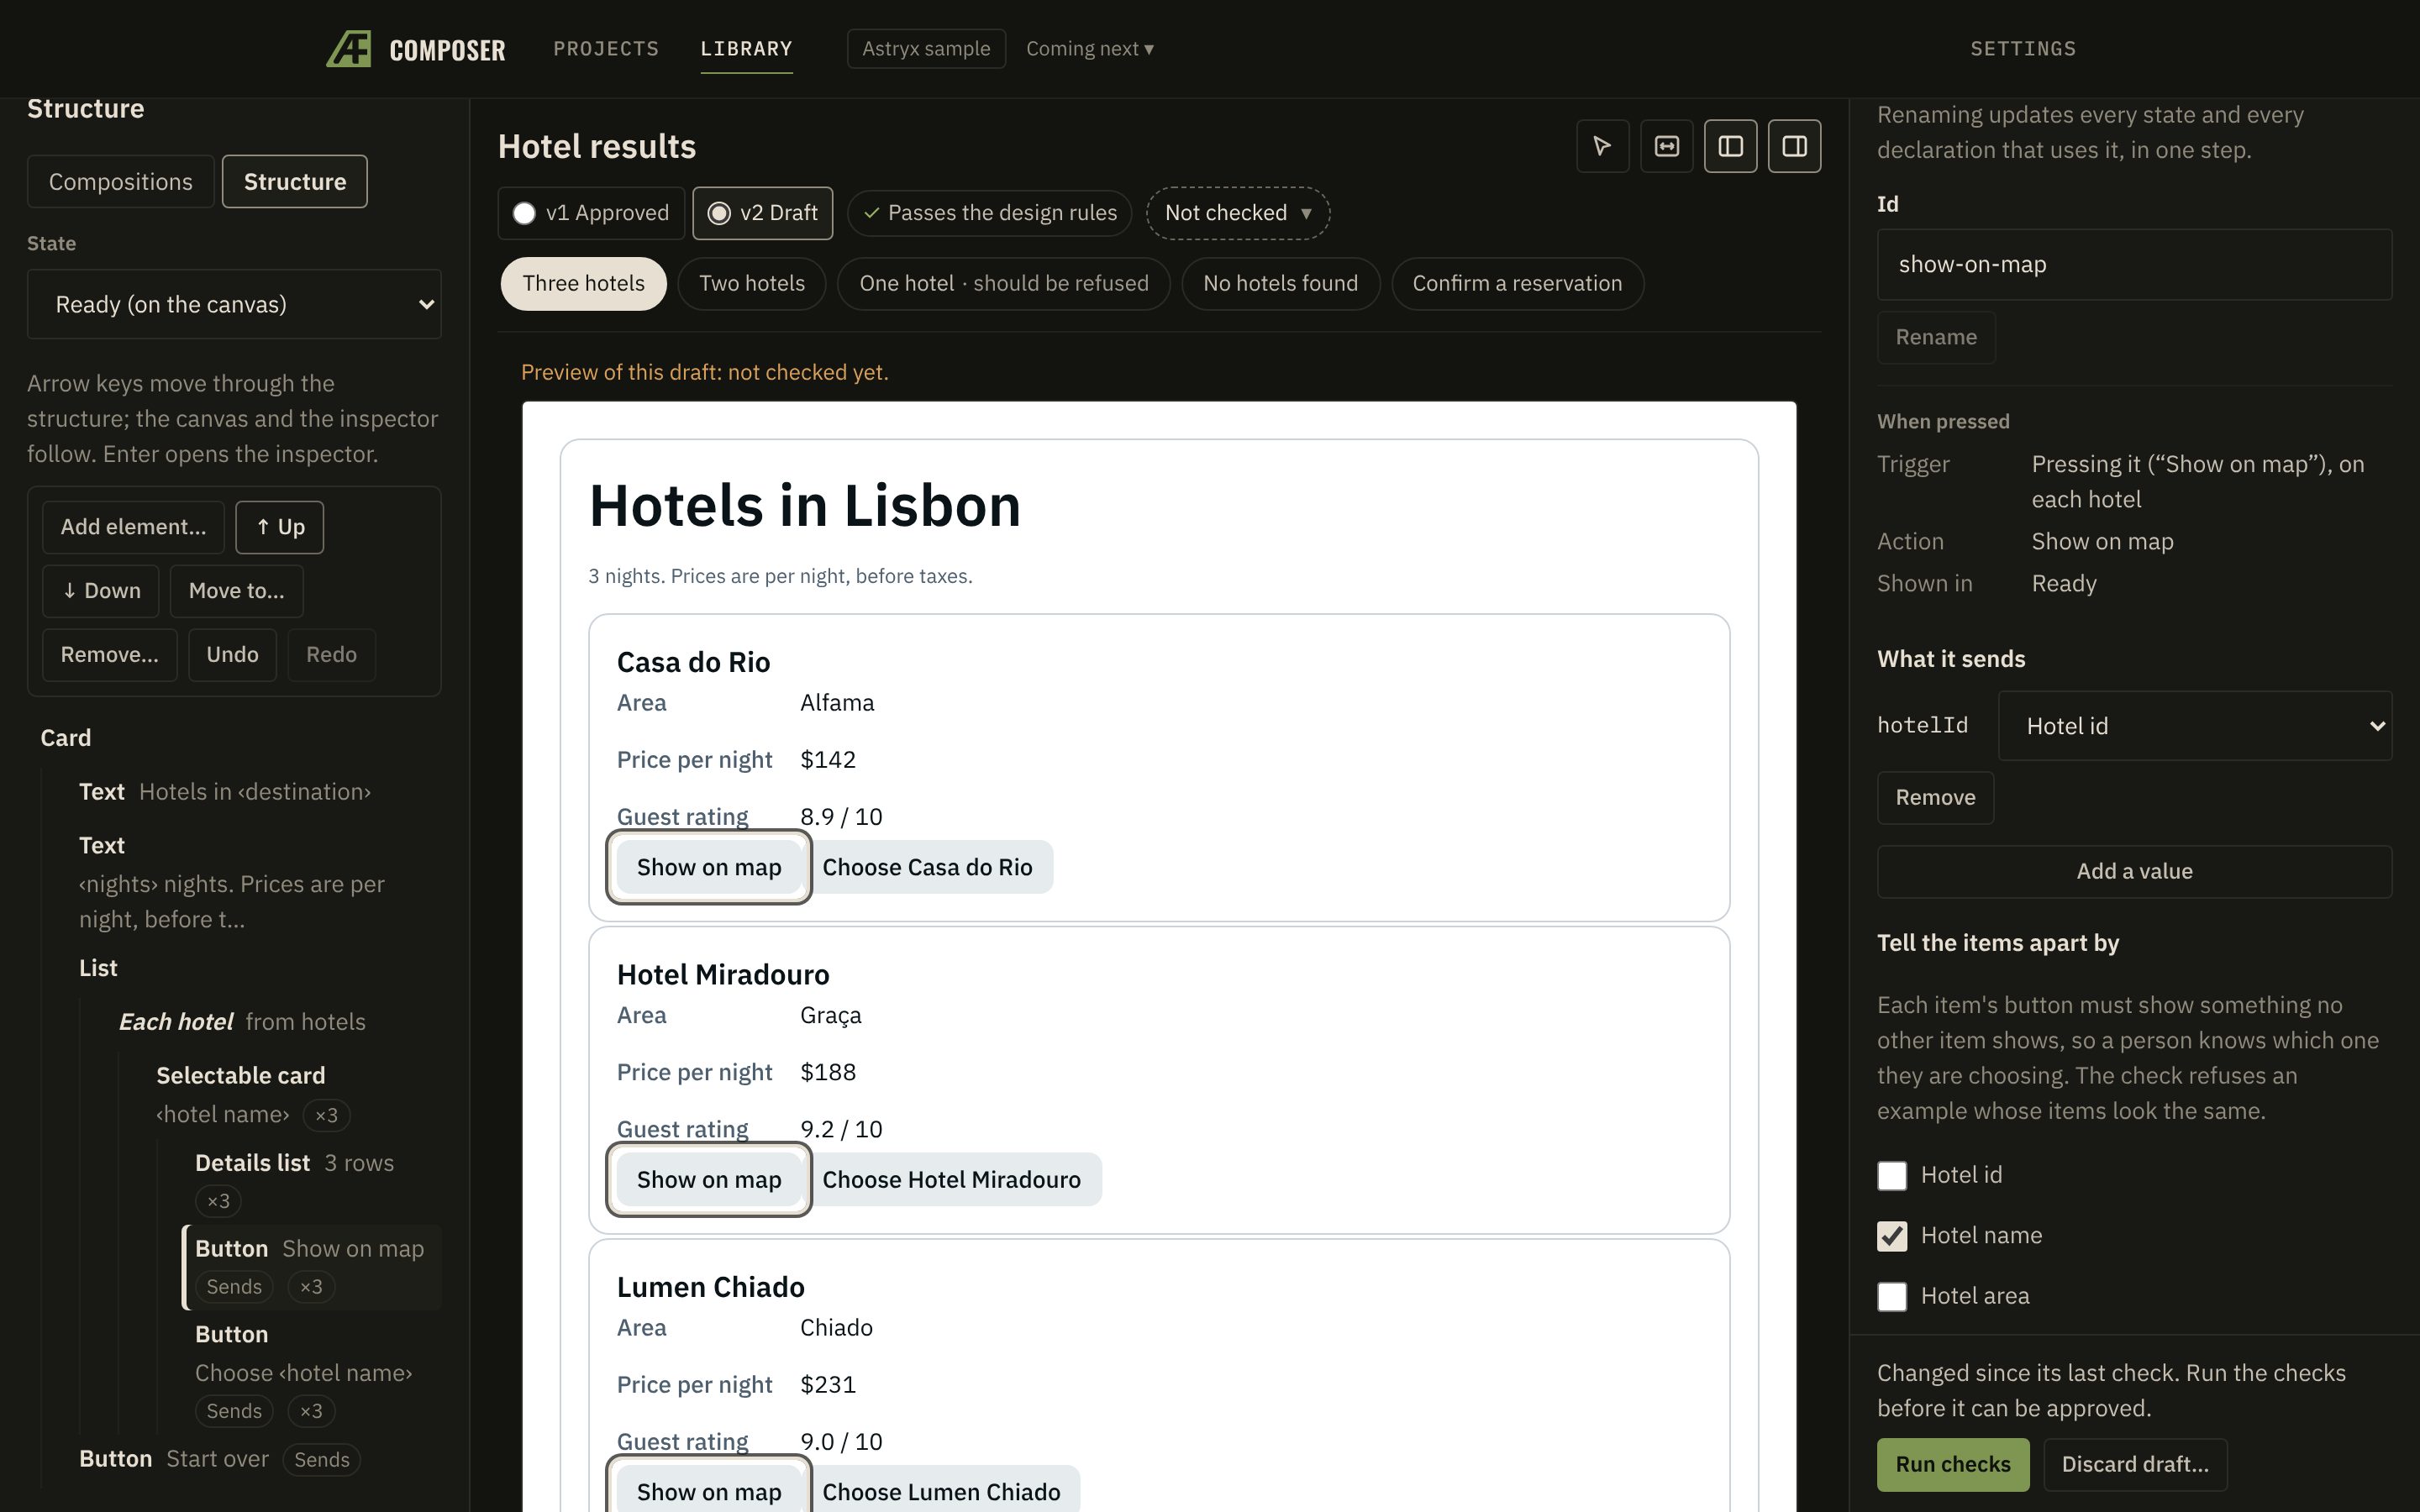 COMPOSER
PROJECTS
LIBRARY
Astryx sample
Coming next ▾
SETTINGS
Structure
Compositions
Structure
State
Ready (on the canvas)
Arrow keys move through the
structure; the canvas and the inspector
follow. Enter opens the inspector.
Add element...
↑ Up
↓ Down
Move to...
Remove...
Undo
Redo
Card
Text Hotels in ‹destination›
Text
‹nights› nights. Prices are per
night, before t...
List
Each hotel from hotels
Selectable card
‹hotel name› ×3
Details list 3 rows
×3
Button Show on map
Sends ×3
Button
Choose ‹hotel name›
Sends ×3
Button Start over Sends
Hotel results
v1 Approved
v2 Draft
✓ Passes the design rules
Not checked ▾
Three hotels
Two hotels
One hotel · should be refused
No hotels found
Confirm a reservation
Preview of this draft: not checked yet.
Hotels in Lisbon
3 nights. Prices are per night, before taxes.
Casa do Rio
Area Alfama
Price per night $142
Guest rating 8.9 / 10
Show on map Choose Casa do Rio
Hotel Miradouro
Area Graça
Price per night $188
Guest rating 9.2 / 10
Show on map Choose Hotel Miradouro
Lumen Chiado
Area Chiado
Price per night $231
Guest rating 9.0 / 10
Show on map Choose Lumen Chiado
Renaming updates every state and every
declaration that uses it, in one step.
Id
show-on-map
Rename
When pressed
Trigger Pressing it (“Show on map”), on
each hotel
Action Show on map
Shown in Ready
What it sends
hotelId Hotel id
Remove
Add a value
Tell the items apart by
Each item's button must show something no
other item shows, so a person knows which one
they are choosing. The check refuses an
example whose items look the same.
Hotel id
Hotel name
Hotel area
Changed since its last check. Run the checks
before it can be approved.
Run checks
Discard draft...